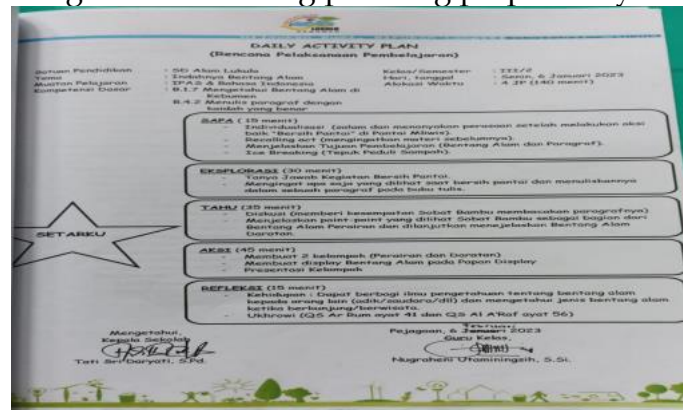 DAILY ACTIVITY PLAN
(Rencana Pelaksanaan Pembelajaran)
Satuan Pendidikan : SD Alam Lukulo
Kelas/Semester : III/2
Tema : Indahnya Bentang Alam
Hari, tanggal : Senin, 6 Januari 2023
Muatan Pelajaran : IPAS & Bahasa Indonesia
Alokasi Waktu : 4 JP (140 menit)
Kompetensi Dasar : B.1.7 Mengetahui Bentang Alam di Kebumen
B.4.2 Menulis paragraf dengan
kaidah yang benar
SAPA (15 menit)
- Individualisasi (salam dan menanyakan perasaan setelah melakukan aksi
baik "Bersih Pantai" di Pantai
- Recalling act (mengingatkan materi sebelumnya).
- Menjelaskan Tujuan Pembelajaran (Bentang Alam dan Paragraf).
- Ice Breaking (Tepuk Peduli Sampah).
EKSPLORASI (30 menit)
- Tanya Jawab Kegiatan Bersih Pantai.
- Mengingat apa saja yang dilihat saat bersih pantai dan menuliskannya
dalam sebuah paragraf pada buku tulis.
TAHU (35 menit)
- Diskusi (memberi kesempatan Sobat Bambu membacakan paragrafnya)
- Menjelaskan point-point yang dilihat Sobat Bambu sebagai bagian dari
Bentang Alam Perairan dan dilanjutkan menejelaskan Bentang Alam
Daratan.
SETARKU
AKSI (45 menit)
- Membuat 2 kelompok (Perairan dan Daratan)
- Membuat display Bentang Alam pada Papan Display
- Presentasi Kelompok
REFLEKSI (15 menit)
- Kehidupan : Dapat berbagi ilmu pengetahuan tentang bentang alam
kepada orang lain (adik/saudara/dll) dan mengetahui jenis bentang alam
ketika berkunjung/berwisata.
- Ukhrowi (QS Ar Rum ayat 41 dan QS Al A'Raf ayat 56)
Mengetahui,
Kepala Sekolah
Tati Sri Daryati, S.Pd.
Februari
Pejagoan, 6 Januari 2023
Guru Kelas,
Nugraheni Utaminingsih, S.Si.